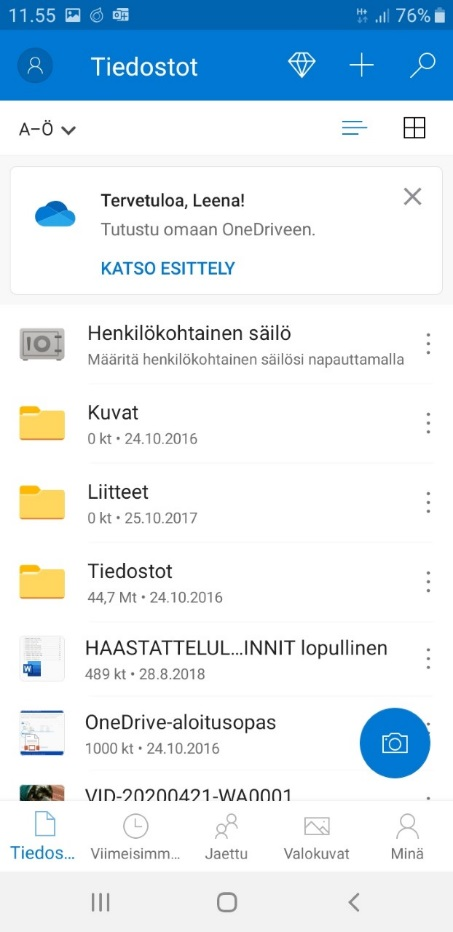 11.55 76%
Tiedostot
A–Ö
Tervetuloa, Leena!
Tutustu omaan OneDriveen.
KATSO ESITTELY
Henkilökohtainen säilö
Määritä henkilökohtainen säilösi napauttamalla
Kuvat
0 kt • 24.10.2016
Liitteet
0 kt • 25.10.2017
Tiedostot
44,7 Mt • 24.10.2016
HAASTATTELUL...INNIT lopullinen
489 kt • 28.8.2018
OneDrive-aloitusopas
1000 kt • 24.10.2016
VID-20200421-WA0001
Tiedos... Viimeisimm... Jaettu Valokuvat Minä